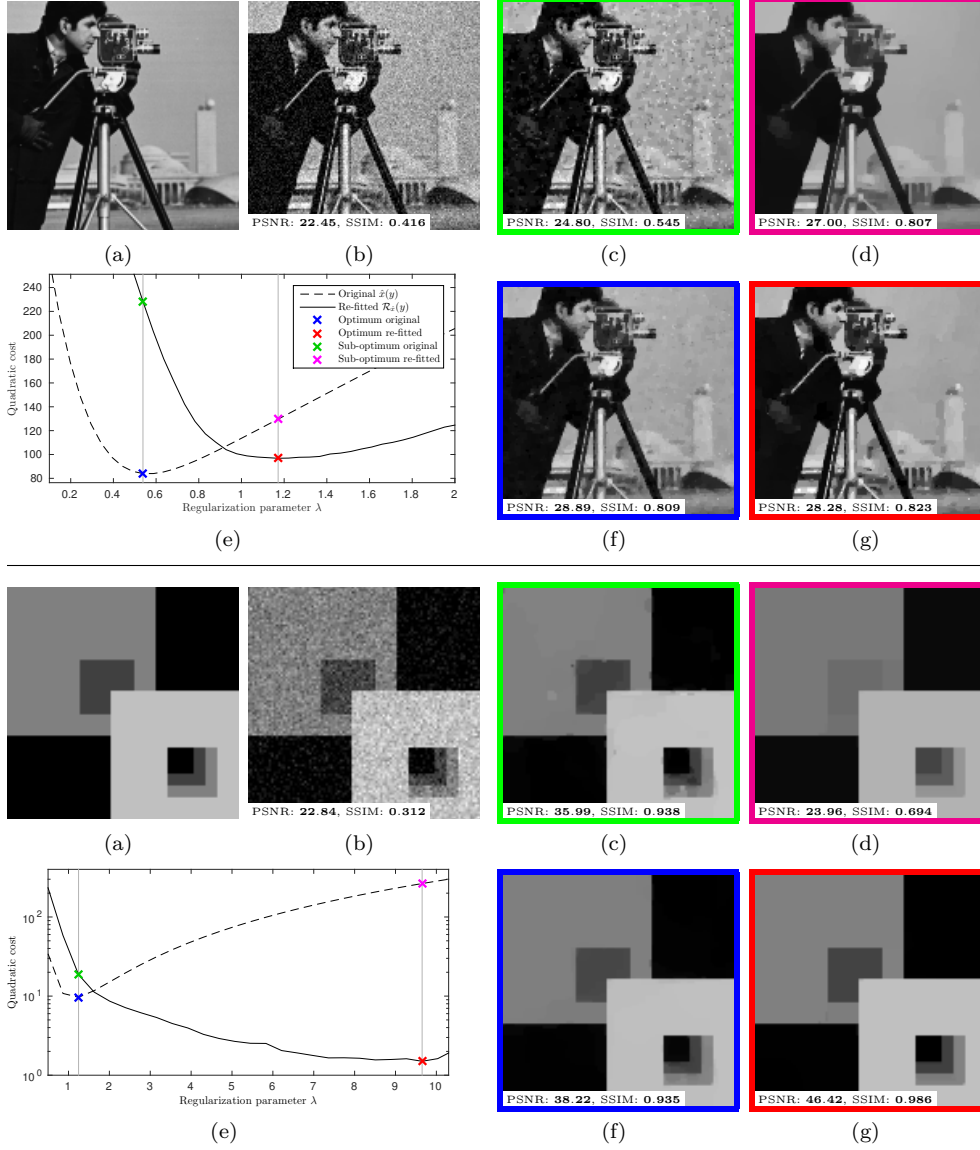 PSNR: 22.45, SSIM: 0.416
PSNR: 24.80, SSIM: 0.545
PSNR: 27.00, SSIM: 0.807
(a)
(b)
(c)
(d)
240
220
200
180
160
140
120
100
80
Quadratic cost
0.2 0.4 0.6 0.8 1 1.2 1.4 1.6 1.8 2
Regularization parameter λ
Original x̂(y)
Re-fitted ℛx̂(y)
Optimum original
Optimum re-fitted
Sub-optimum original
Sub-optimum re-fitted
PSNR: 28.89, SSIM: 0.809
PSNR: 28.28, SSIM: 0.823
(e)
(f)
(g)
PSNR: 22.84, SSIM: 0.312
PSNR: 35.99, SSIM: 0.938
PSNR: 23.96, SSIM: 0.694
(a)
(b)
(c)
(d)
10²
10¹
10⁰
Quadratic cost
1 2 3 4 5 6 7 8 9 10
Regularization parameter λ
PSNR: 38.22, SSIM: 0.935
PSNR: 46.42, SSIM: 0.986
(e)
(f)
(g)